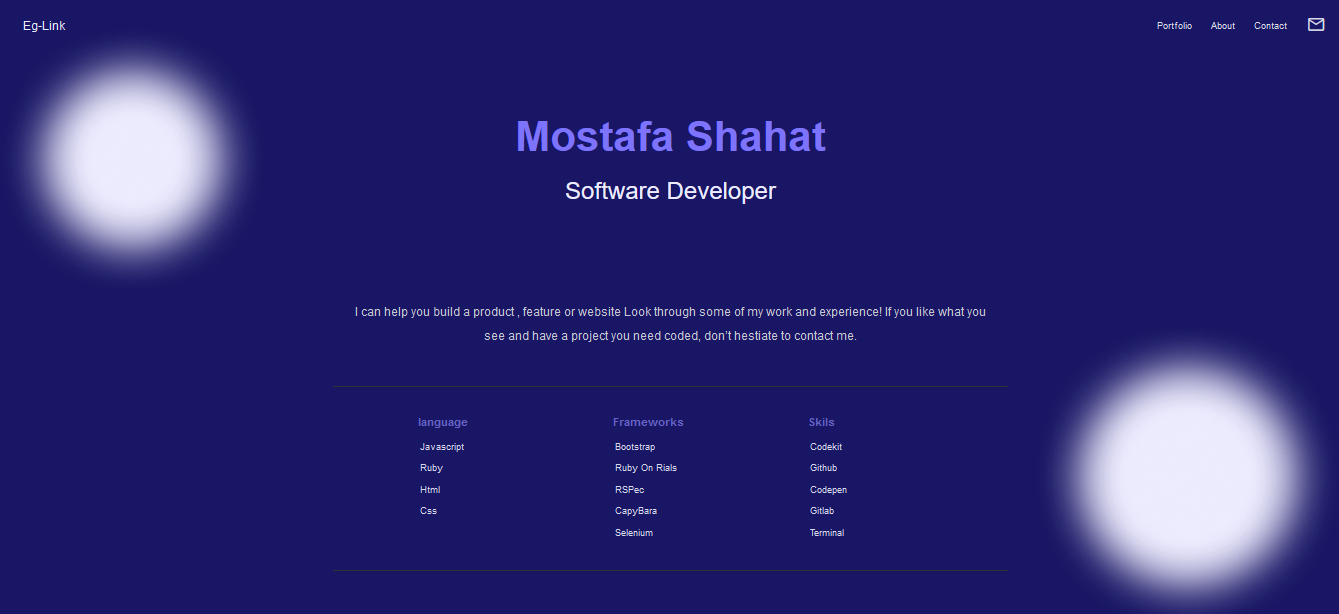 Eg-Link
Portfolio About Contact
Mostafa Shahat
Software Developer
I can help you build a product , feature or website Look through some of my work and experience! If you like what you
see and have a project you need coded, don't hestiate to contact me.
language Frameworks Skils
Javascript Bootstrap Codekit
Ruby Ruby On Rials Github
Html RSPec Codepen
Css CapyBara Gitlab
Selenium Terminal